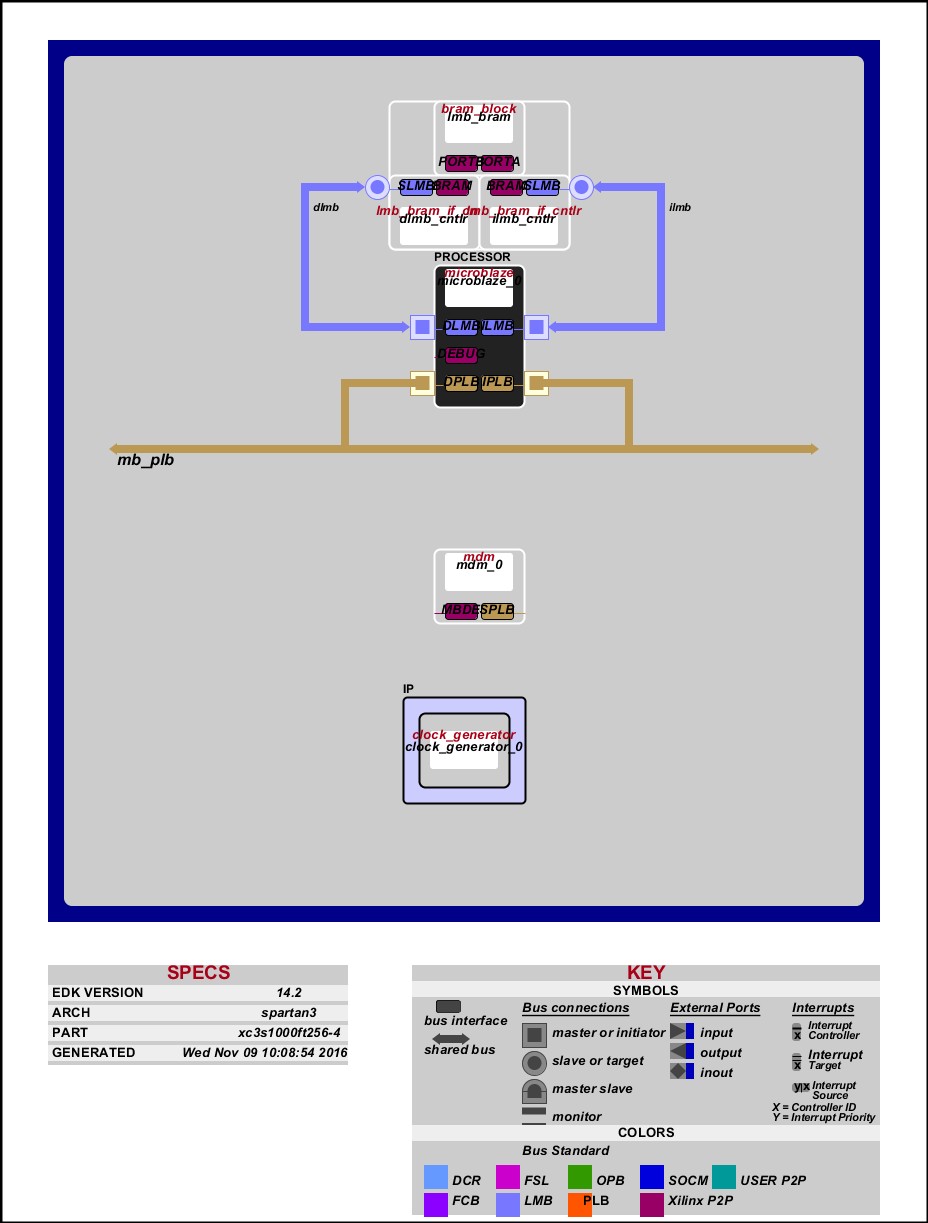 bram_block
lmb_bram
PORTB PORTA
SLMB BRAM BRAM SLMB
dlmb ilmb
lmb_bram_if_cntlr lmb_bram_if_cntlr
dlmb_cntlr ilmb_cntlr
PROCESSOR
microblaze
microblaze_0
DLMB ILMB
DEBUG
DPLB IPLB
mb_plb
mdm
mdm_0
SPLB
IP
clock_generator
clock_generator_0
SPECS
EDK VERSION 14.2
ARCH spartan3
PART xc3s1000ft256-4
GENERATED Wed Nov 09 10:08:54 2016
KEY
SYMBOLS
bus interface
shared bus
Bus connections
master or initiator
slave or target
master slave
monitor
External Ports
input
output
inout
Interrupts
x Interrupt
Controller
x Interrupt
Target
y x Interrupt
Source
X = Controller ID
Y = Interrupt Priority
COLORS
Bus Standard
DCR FSL OPB SOCM USER P2P
FCB LMB PLB Xilinx P2P